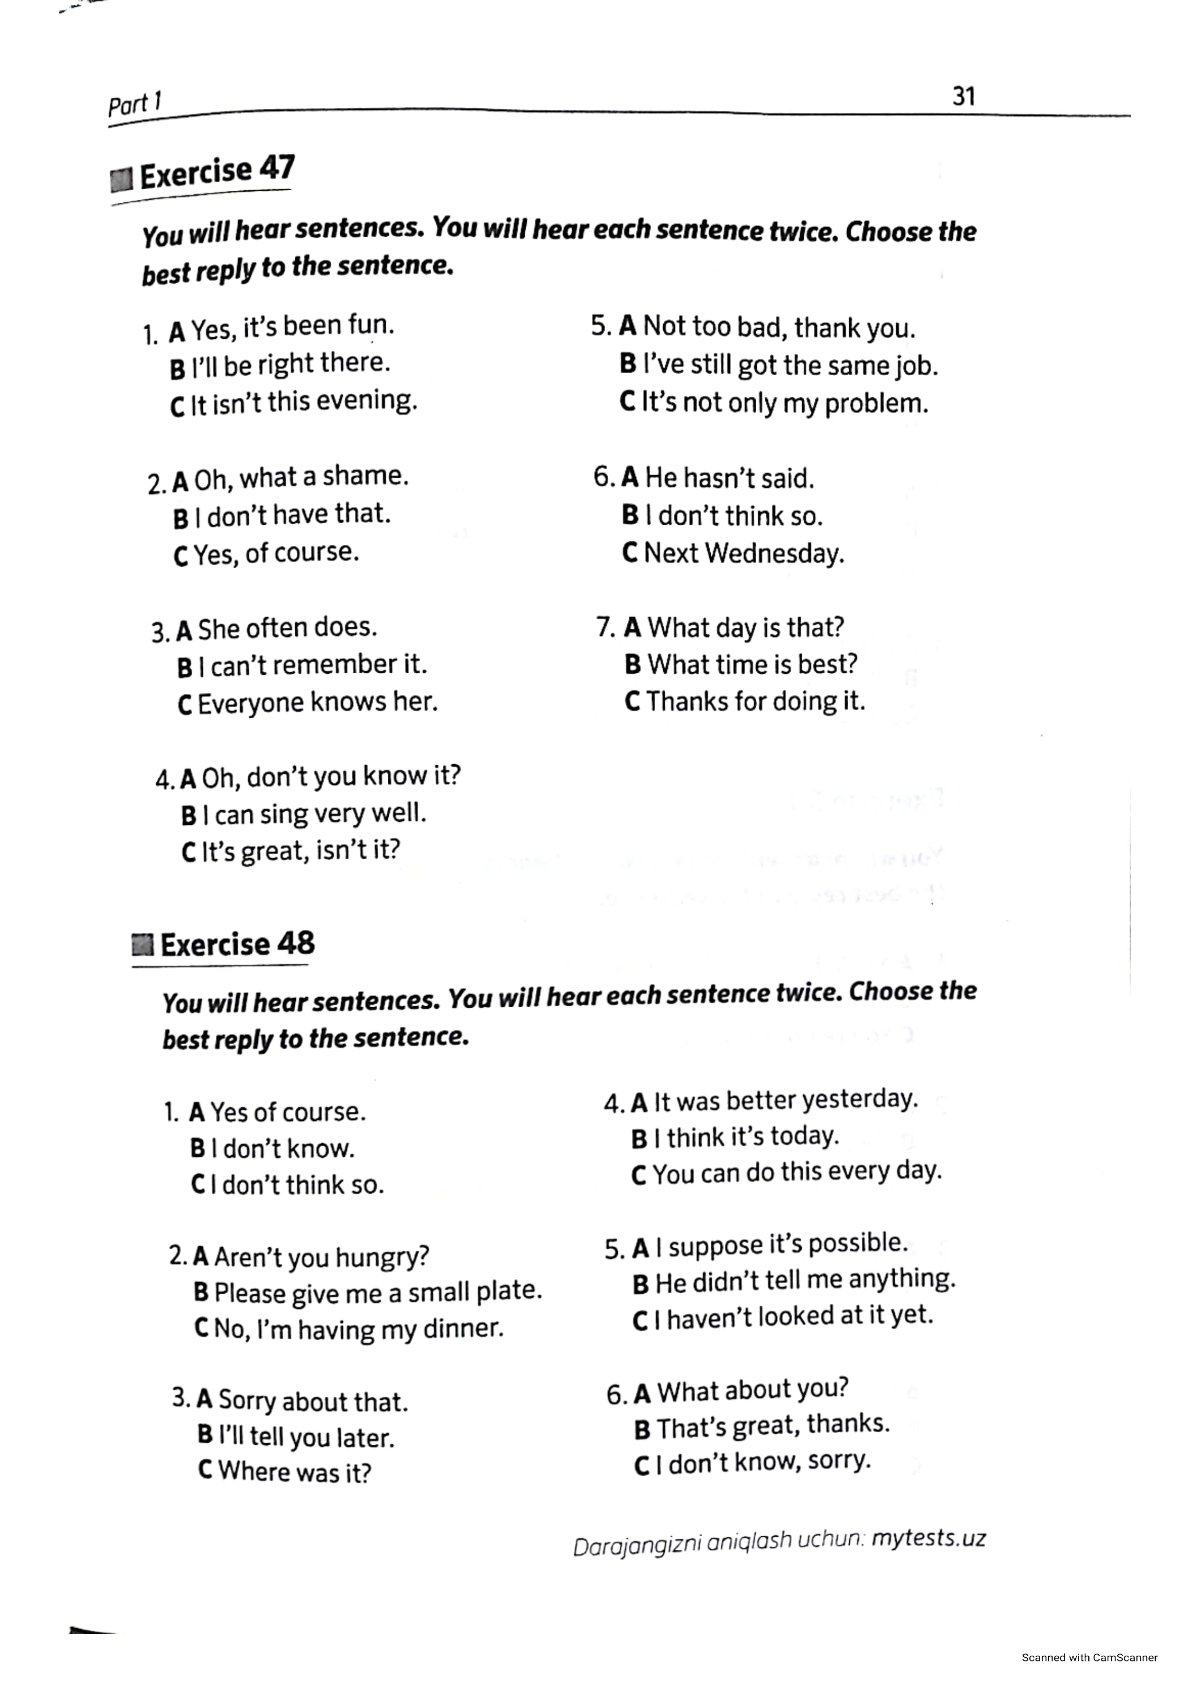 Part 1
31
Exercise 47
You will hear sentences. You will hear each sentence twice. Choose the
best reply to the sentence.
1. A Yes, it's been fun.
B I'll be right there.
C It isn't this evening.
2. A Oh, what a shame.
B I don't have that.
C Yes, of course.
3. A She often does.
B I can't remember it.
C Everyone knows her.
4. A Oh, don't you know it?
B I can sing very well.
C It's great, isn't it?
5. A Not too bad, thank you.
B I've still got the same job.
C It's not only my problem.
6. A He hasn't said.
B I don't think so.
C Next Wednesday.
7. A What day is that?
B What time is best?
C Thanks for doing it.
Exercise 48
You will hear sentences. You will hear each sentence twice. Choose the
best reply to the sentence.
1. A Yes of course.
B I don't know.
C I don't think so.
2. A Aren't you hungry?
B Please give me a small plate.
C No, I'm having my dinner.
3. A Sorry about that.
B I'll tell you later.
C Where was it?
4. A It was better yesterday.
B I think it's today.
C You can do this every day.
5. A I suppose it's possible.
B He didn't tell me anything.
C I haven't looked at it yet.
6. A What about you?
B That's great, thanks.
C I don't know, sorry.
Darajangizni aniqlash uchun: mytests.uz
Scanned with CamScanner